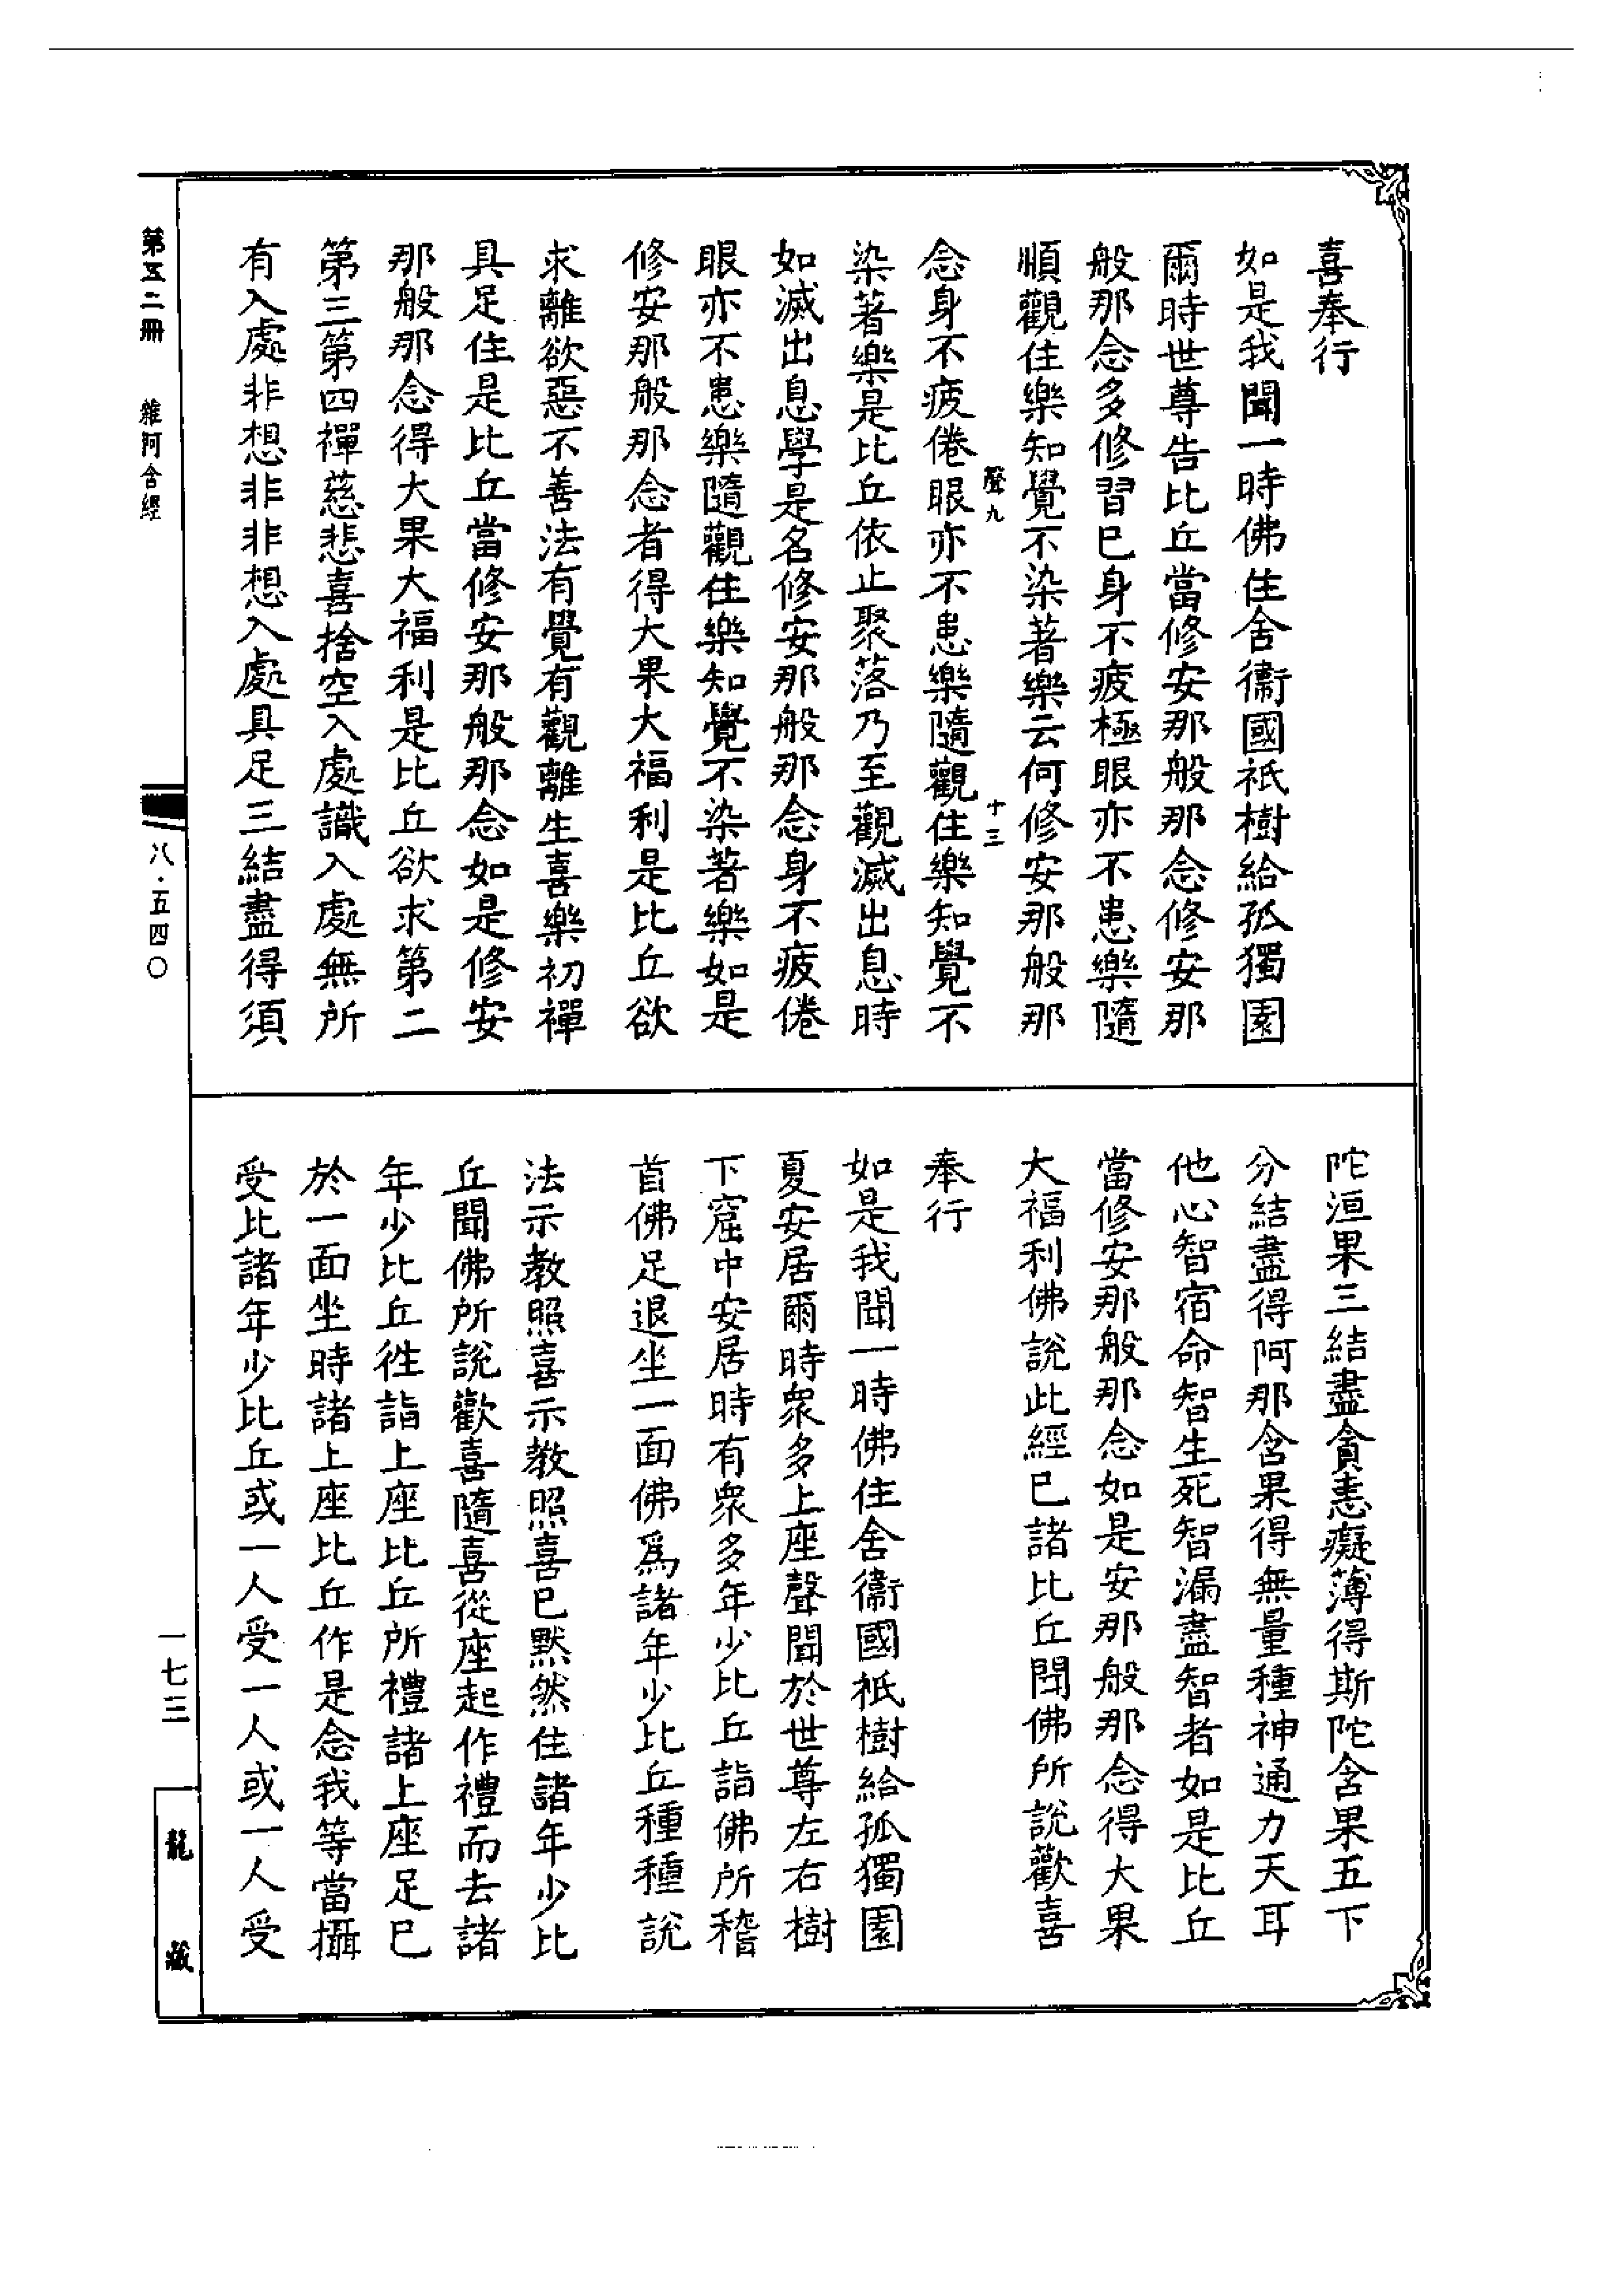 喜奉行
如是我聞一時佛住舍衞國祇樹給孤獨園
爾時世尊告比丘當修安那般那念修安那
般那念多修習已身不疲極眼亦不患樂隨
順觀住樂知覺不染著樂云何修安那般那
聲九
十三
念身不疲倦眼亦不患樂隨觀住樂知覺不
染著樂是比丘依止聚落乃至觀滅出息時
如滅出息學是名修安那般那念身不疲倦
眼亦不患樂隨觀住樂知覺不染著樂如是
修安那般那念者得大果大福利是比丘欲
求離欲惡不善法有覺有觀離生喜樂初禪
具足住是比丘當修安那般那念如是修安
那般那念得大果大福利是比丘欲求第二
第三第四禪慈悲喜捨空入處識入處無所
有入處非想非非想入處具足三結盡得須
陀洹果三結盡貪恚癡薄得斯陀含果五下
分結盡得阿那含果得無量種神通力天耳
他心智宿命智生死智漏盡智者如是比丘
當修安那般那念如是安那般那念得大果
大福利佛說此經已諸比丘聞佛所說歡喜
奉行
如是我聞一時佛住舍衞國祇樹給孤獨園
夏安居爾時衆多上座聲聞於世尊左右樹
下窟中安居時有衆多年少比丘詣佛所稽
首佛足退坐一面佛爲諸年少比丘種種說
法示教照喜示教照喜已默然住諸年少比
丘聞佛所說歡喜隨喜從座起作禮而去諸
年少比丘徃詣上座比丘所禮諸上座足已
於一面坐時諸上座比丘作是念我等當攝
受比諸年少比丘或一人受一人或一人受
第五二冊
雜阿含經
八·五四〇
一七三
龍藏